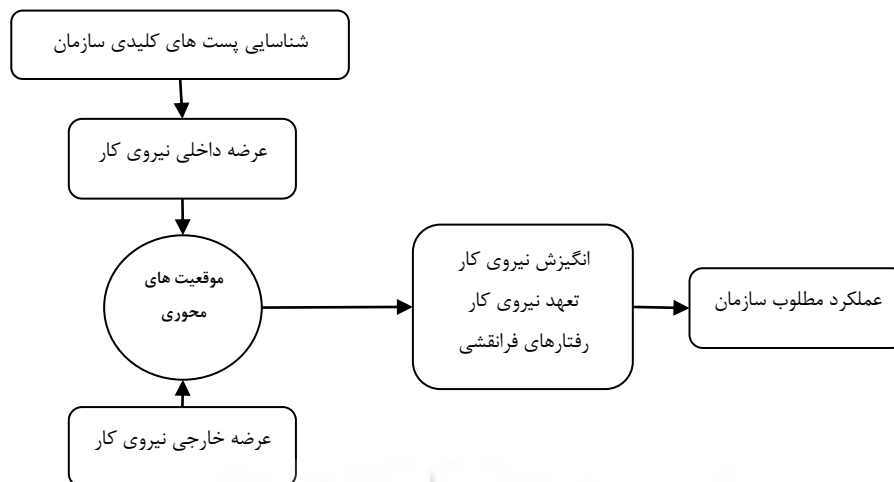 شناسایی پست های کلیدی سازمان
عرضه داخلی نیروی کار
موقعیت های
محوری
انگیزش نیروی کار
تعهد نیروی کار
رفتارهای فرانقشی
عملکرد مطلوب سازمان
عرضه خارجی نیروی کار